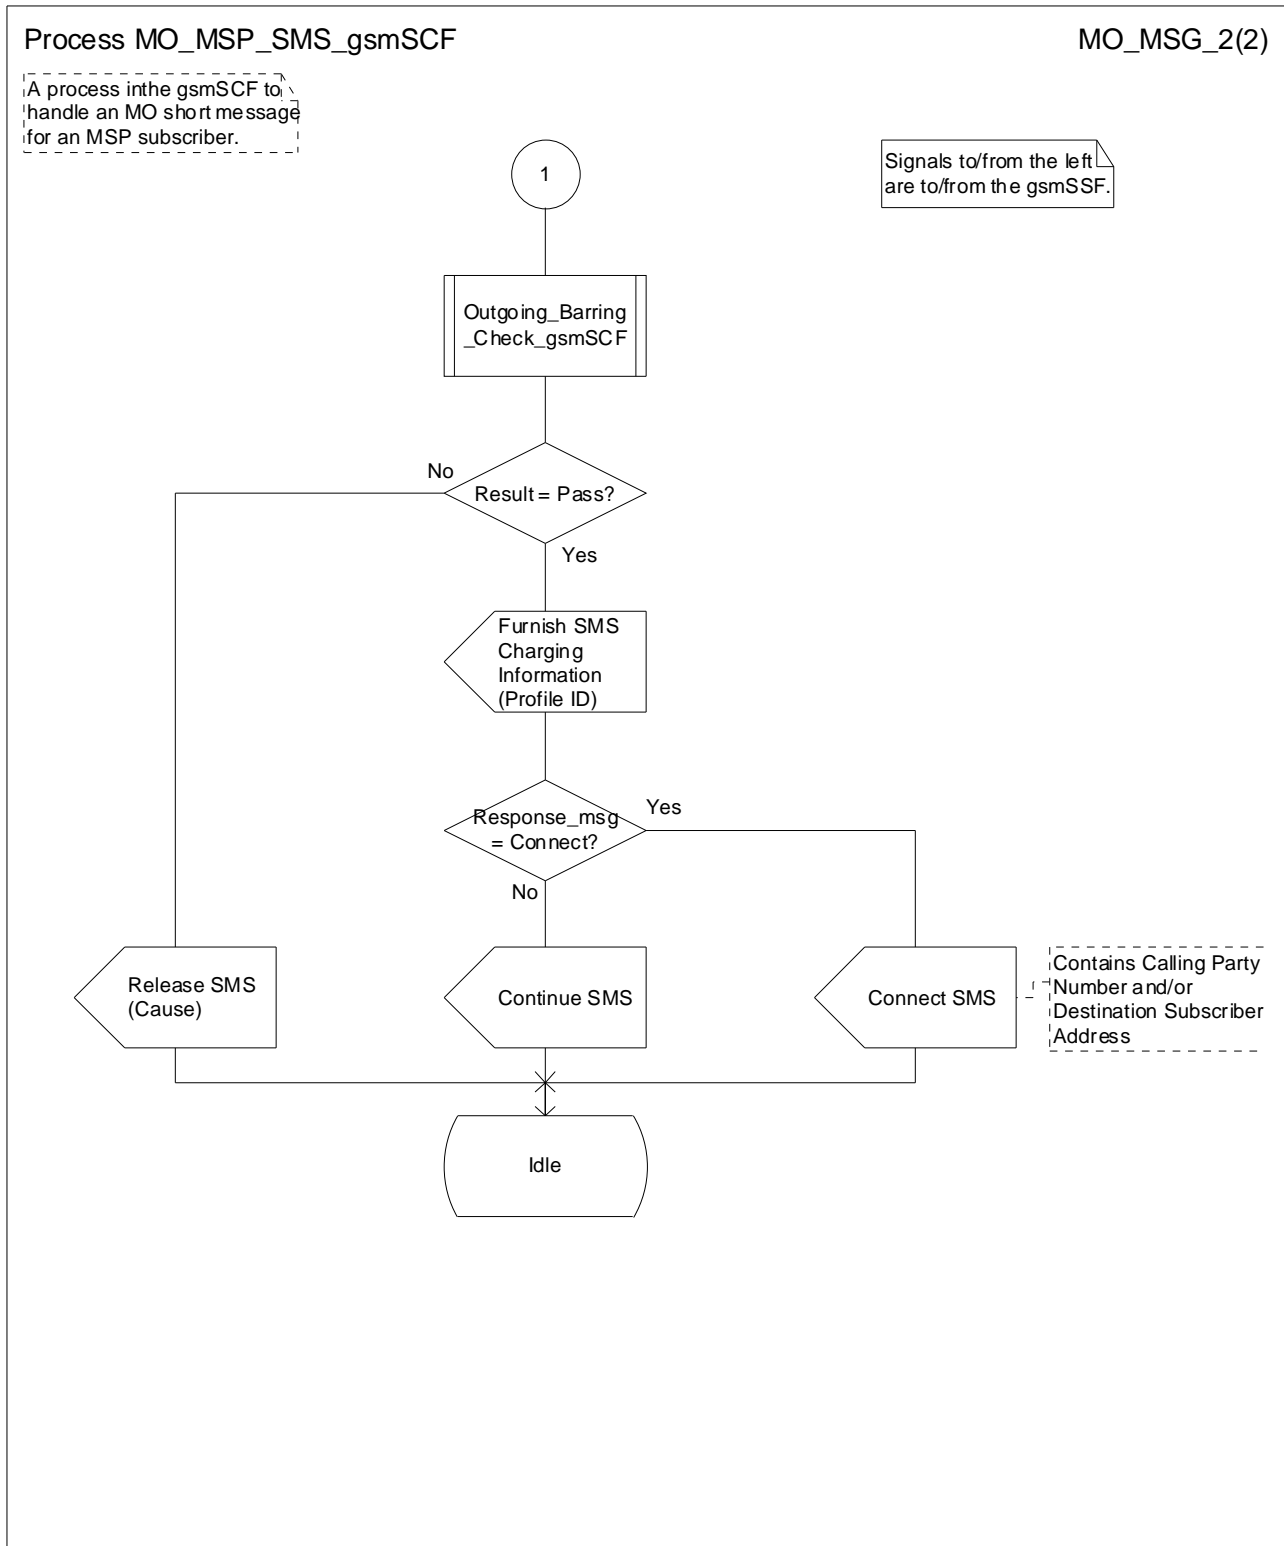 Process MO_MSP_SMS_gsmSCF
MO_MSG_2(2)
A process inthe gsmSCF to
handle an MO short message
for an MSP subscriber.
Signals to/from the left
are to/from the gsmSSF.
1
Outgoing_Barring
_Check_gsmSCF
No
Result = Pass?
Yes
Furnish SMS
Charging
Information
(Profile ID)
Yes
Response_msg
= Connect?
No
Release SMS
(Cause)
Continue SMS
Connect SMS
Contains Calling Party
Number and/or
Destination Subscriber
Address
Idle